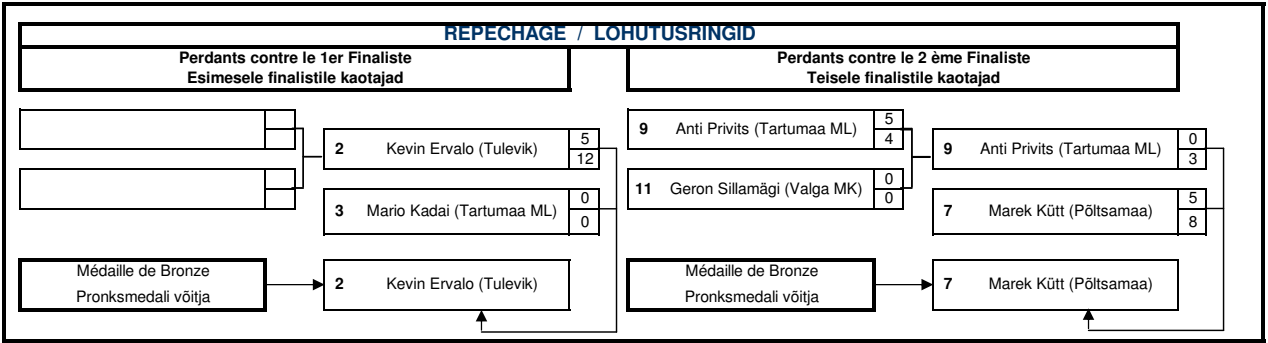 REPECHAGE / LOHUTUSRINGID
Perdants contre le 1er Finaliste
Esimesele finalistile kaotajad
Perdants contre le 2 ème Finaliste
Teisele finalistile kaotajad
2 Kevin Ervalo (Tulevik) 5
12
3 Mario Kadai (Tartumaa ML) 0
0
Médaille de Bronze
Pronksmedali võitja
2 Kevin Ervalo (Tulevik)
9 Anti Privits (Tartumaa ML) 5
4
11 Geron Sillamägi (Valga MK) 0
0
9 Anti Privits (Tartumaa ML) 0
3
7 Marek Kütt (Põltsamaa) 5
8
Médaille de Bronze
Pronksmedali võitja
7 Marek Kütt (Põltsamaa)